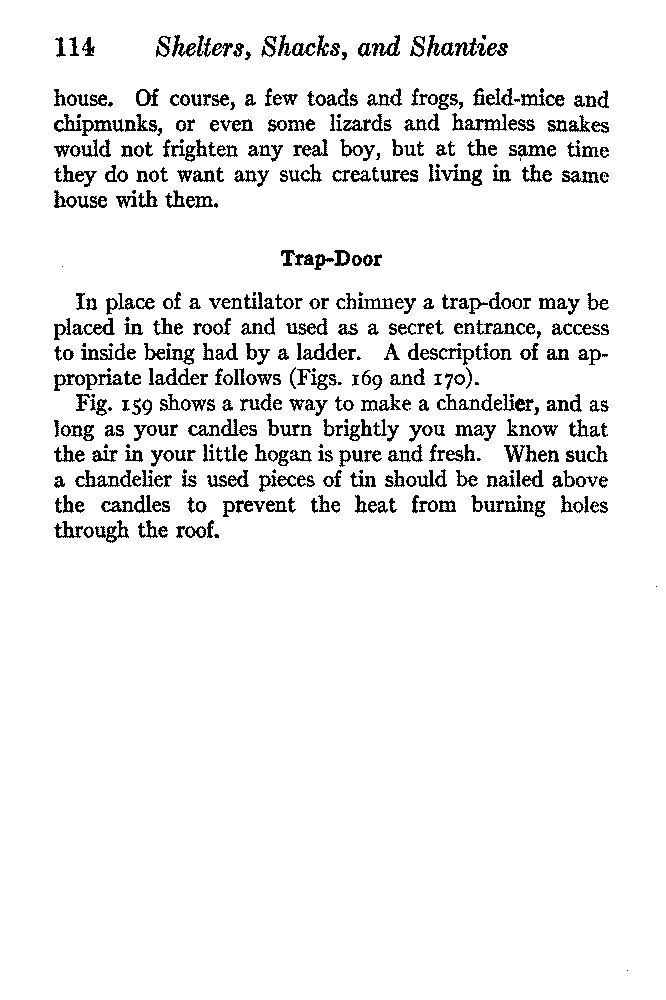 114 Shelters, Shacks, and Shanties
house. Of course, a few toads and frogs, field-mice and
chipmunks, or even some lizards and harmless snakes
would not frighten any real boy, but at the same time
they do not want any such creatures living in the same
house with them.
Trap-Door
In place of a ventilator or chimney a trap-door may be
placed in the roof and used as a secret entrance, access
to inside being had by a ladder. A description of an ap-
propriate ladder follows (Figs. 169 and 170).
Fig. 159 shows a rude way to make a chandelier, and as
long as your candles burn brightly you may know that
the air in your little hogan is pure and fresh. When such
a chandelier is used pieces of tin should be nailed above
the candles to prevent the heat from burning holes
through the roof.